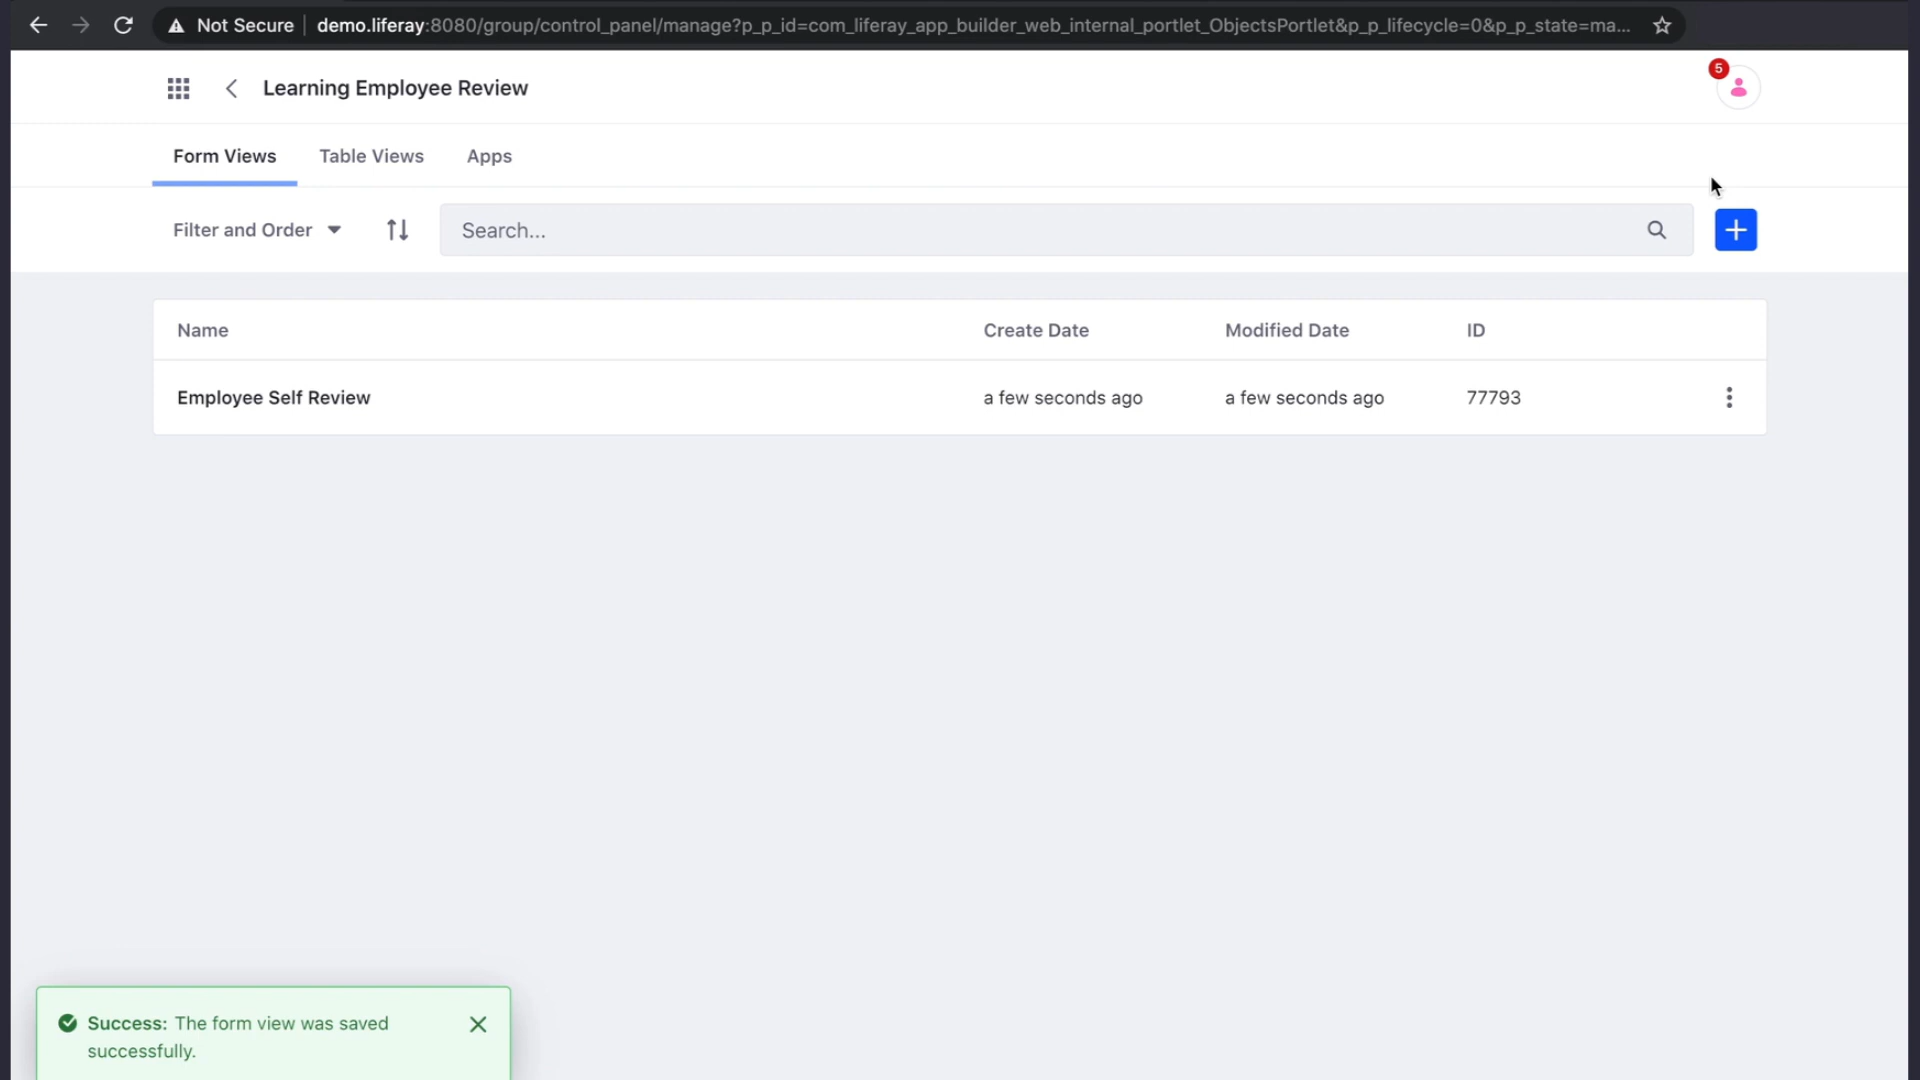 Not Secure
demo.liferay:8080/group/control_panel/manage?p_p_id=com_liferay_app_builder_web_internal_portlet_ObjectsPortlet&p_p_lifecycle=0&p_p_state=ma...
Learning Employee Review
5
Form Views
Table Views
Apps
Filter and Order
Search...
Name
Create Date
Modified Date
ID
Employee Self Review
a few seconds ago
a few seconds ago
77793
Success: The form view was saved
successfully.